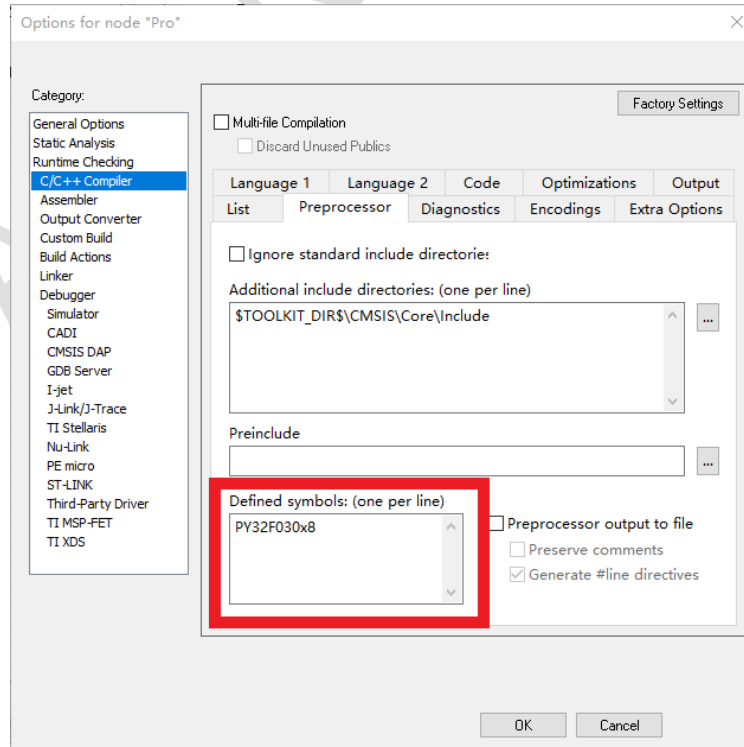 Options for node "Pro"
Category:
General Options
Static Analysis
Runtime Checking
C/C++ Compiler
Assembler
Output Converter
Custom Build
Build Actions
Linker
Debugger
Simulator
CADI
CMSIS DAP
GDB Server
I-jet
J-Link/J-Trace
TI Stellaris
Nu-Link
PE micro
ST-LINK
Third-Party Driver
TI MSP-FET
TI XDS
Factory Settings
Multi-file Compilation
Discard Unused Publics
Language 1 Language 2 Code Optimizations Output
List Preprocessor Diagnostics Encodings Extra Options
Ignore standard include directories
Additional include directories: (one per line)
$TOOLKIT_DIR$\CMSIS\Core\Include
...
Preinclude
...
Defined symbols: (one per line)
PY32F030x8
Preprocessor output to file
Preserve comments
Generate #line directives
OK Cancel